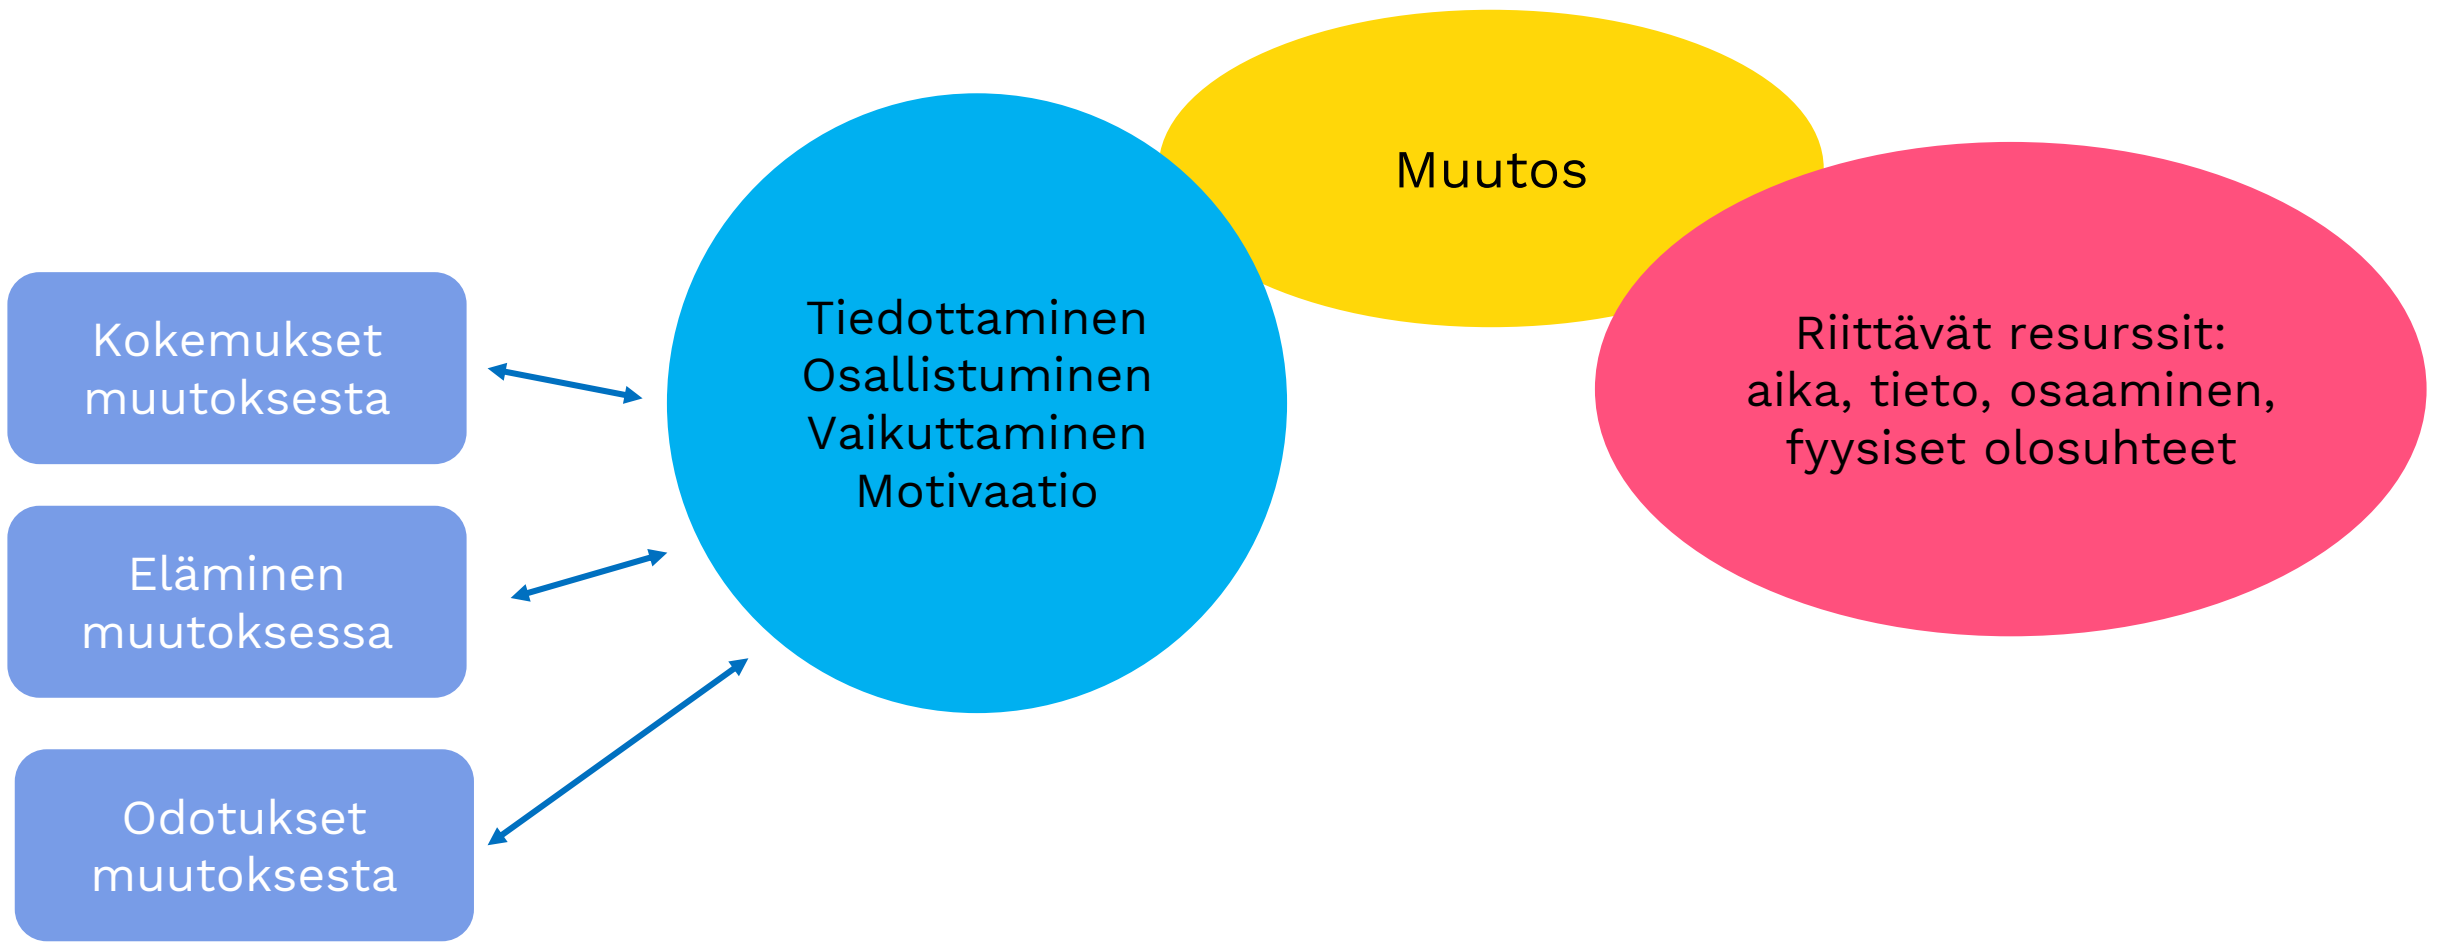 Muutos
Tiedottaminen
Osallistuminen
Vaikuttaminen
Motivaatio
Riittävät resurssit:
aika, tieto, osaaminen,
fyysiset olosuhteet
Kokemukset
muutoksesta
Eläminen
muutoksessa
Odotukset
muutoksesta